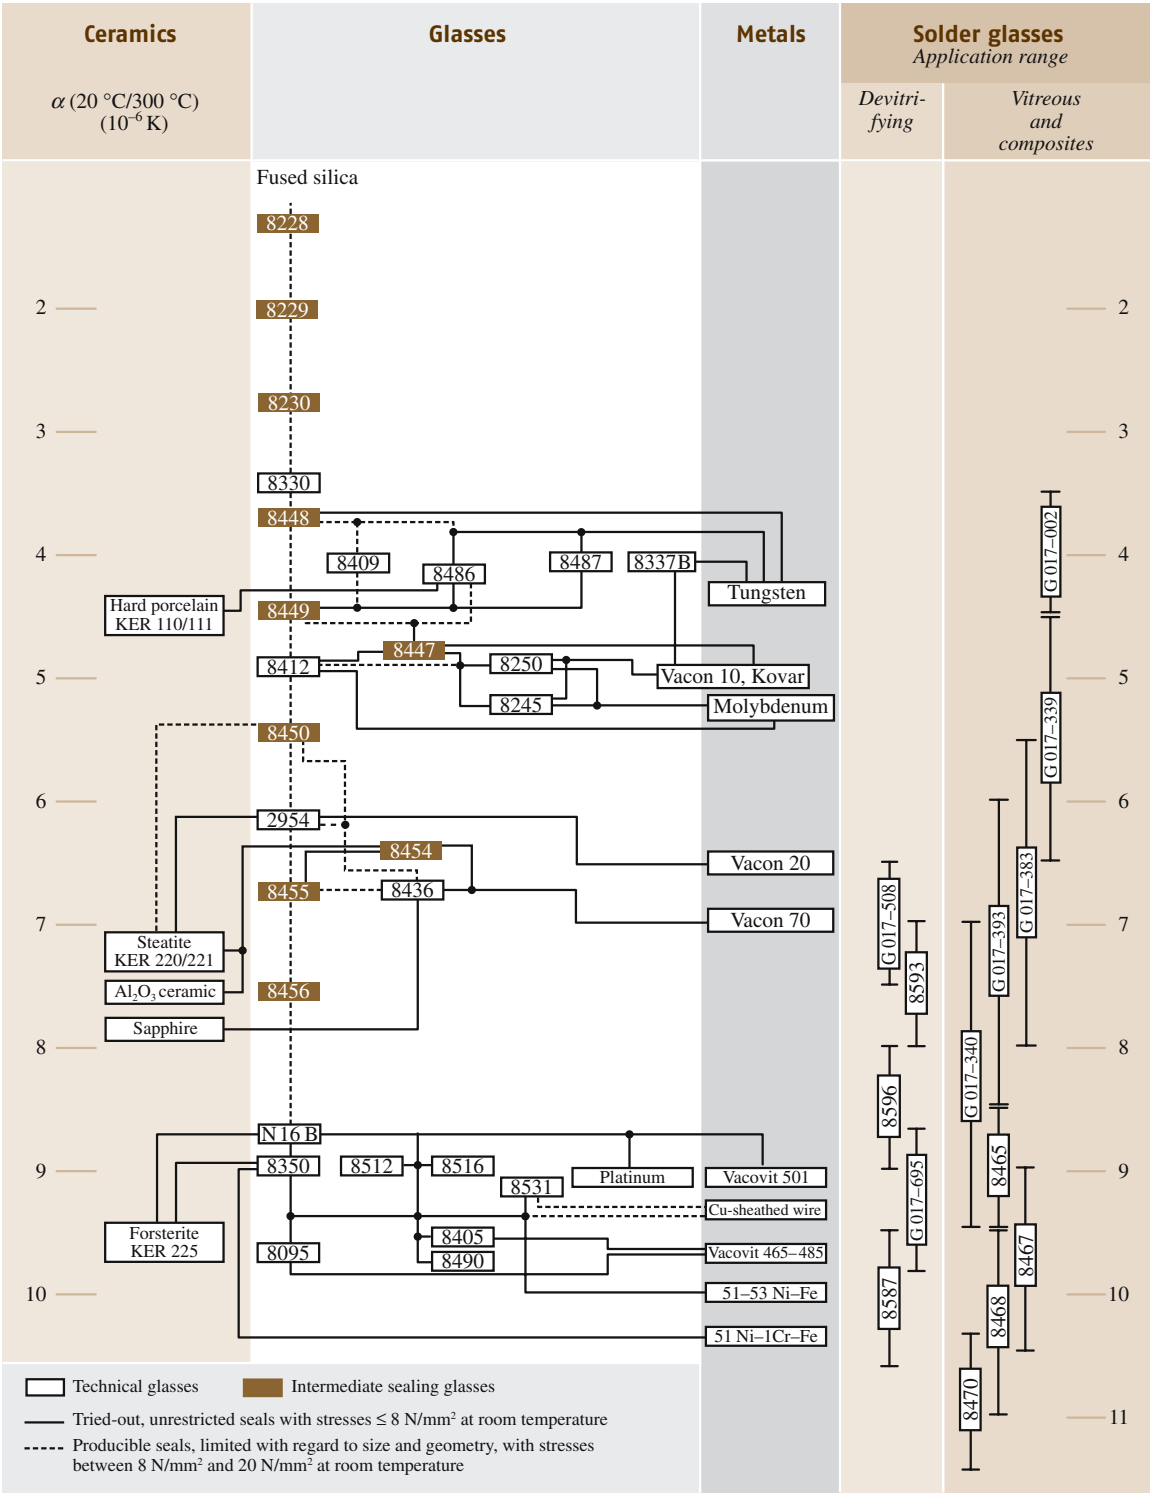 Ceramics
Glasses
Metals
Solder glasses
Application range
α (20 °C/300 °C)
(10–6 K)
Devitri-
fying
Vitreous
and
composites
Fused silica
8228
2
8229
2
8230
3
3
8330
8448
G 017–002
4
8409
8486
8487
8337B
4
Tungsten
Hard porcelain
KER 110/111
8449
8447
8412
8250
Vacon 10, Kovar
5
5
8245
Molybdenum
G 017–339
8450
6
2954
6
8454
Vacon 20
G 017–383
8455
8436
G 017–508
G 017–393
7
Vacon 70
7
Steatite
KER 220/221
8593
Al2O3 ceramic
8456
Sapphire
8
8
G 017–340
8596
N16 B
8465
9
8350
8512
8516
Platinum
Vacovit 501
9
8531
G 017–695
Cu-sheathed wire
Forsterite
KER 225
8405
8095
8490
Vacovit 465–485
8467
10
51–53 Ni–Fe
8587
10
8468
51 Ni–1Cr–Fe
8470
11
Technical glasses
Intermediate sealing glasses
Tried-out, unrestricted seals with stresses ≤ 8 N/mm2 at room temperature
Producible seals, limited with regard to size and geometry, with stresses
between 8 N/mm2 and 20 N/mm2 at room temperature